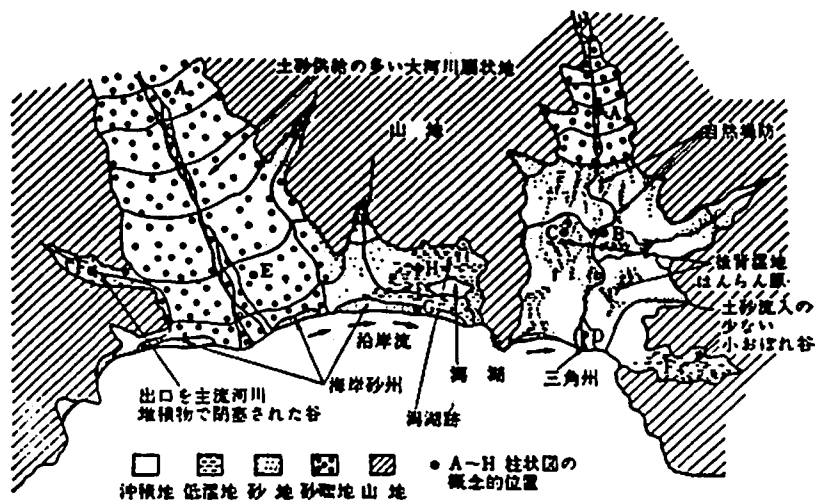 土砂供給の多い大河川扇状地
A
山地
A
自然堤防
C
B
後背湿地
はんらん原
H
E
F
G
土砂流入の
少ない
小おぼれ谷
D
F
沿岸流
海岸砂州
潟湖
潟湖跡
三角州
出口を主流河川
堆積物で閉塞された谷
沖積地 低湿地 砂地 砂礫地 山地
• A～H 柱状図の
概念的位置